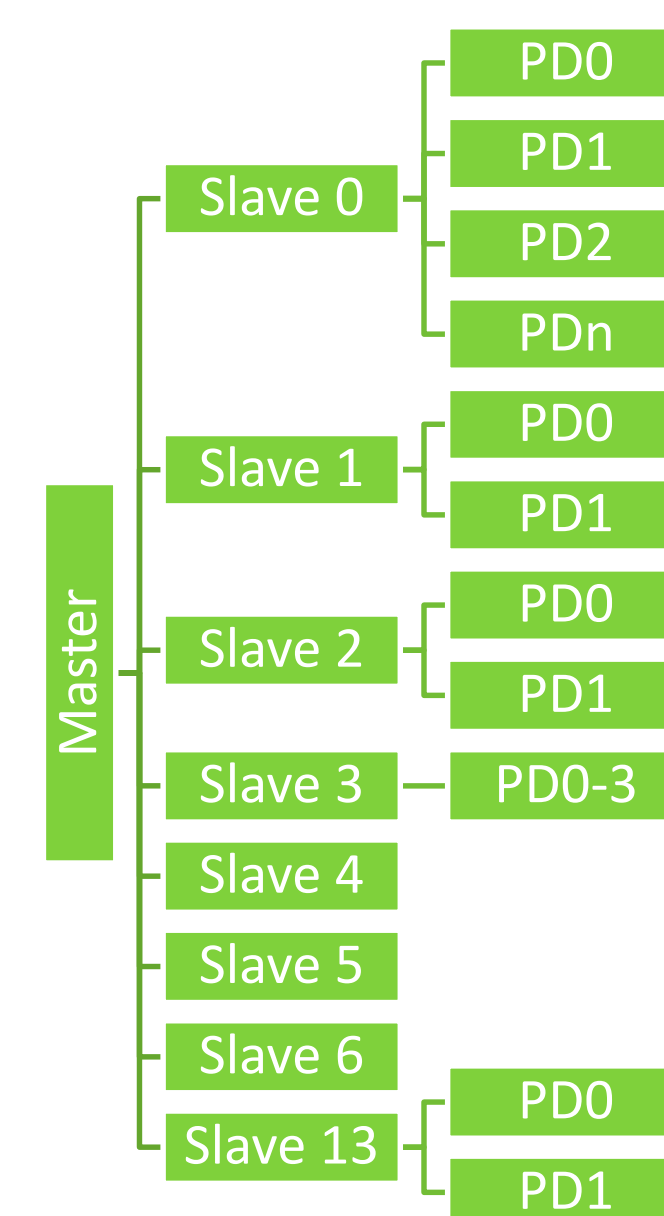 Master
Slave 0
PD0
PD1
PD2
PDn
Slave 1
PD0
PD1
Slave 2
PD0
PD1
Slave 3
PD0-3
Slave 4
Slave 5
Slave 6
Slave 13
PD0
PD1